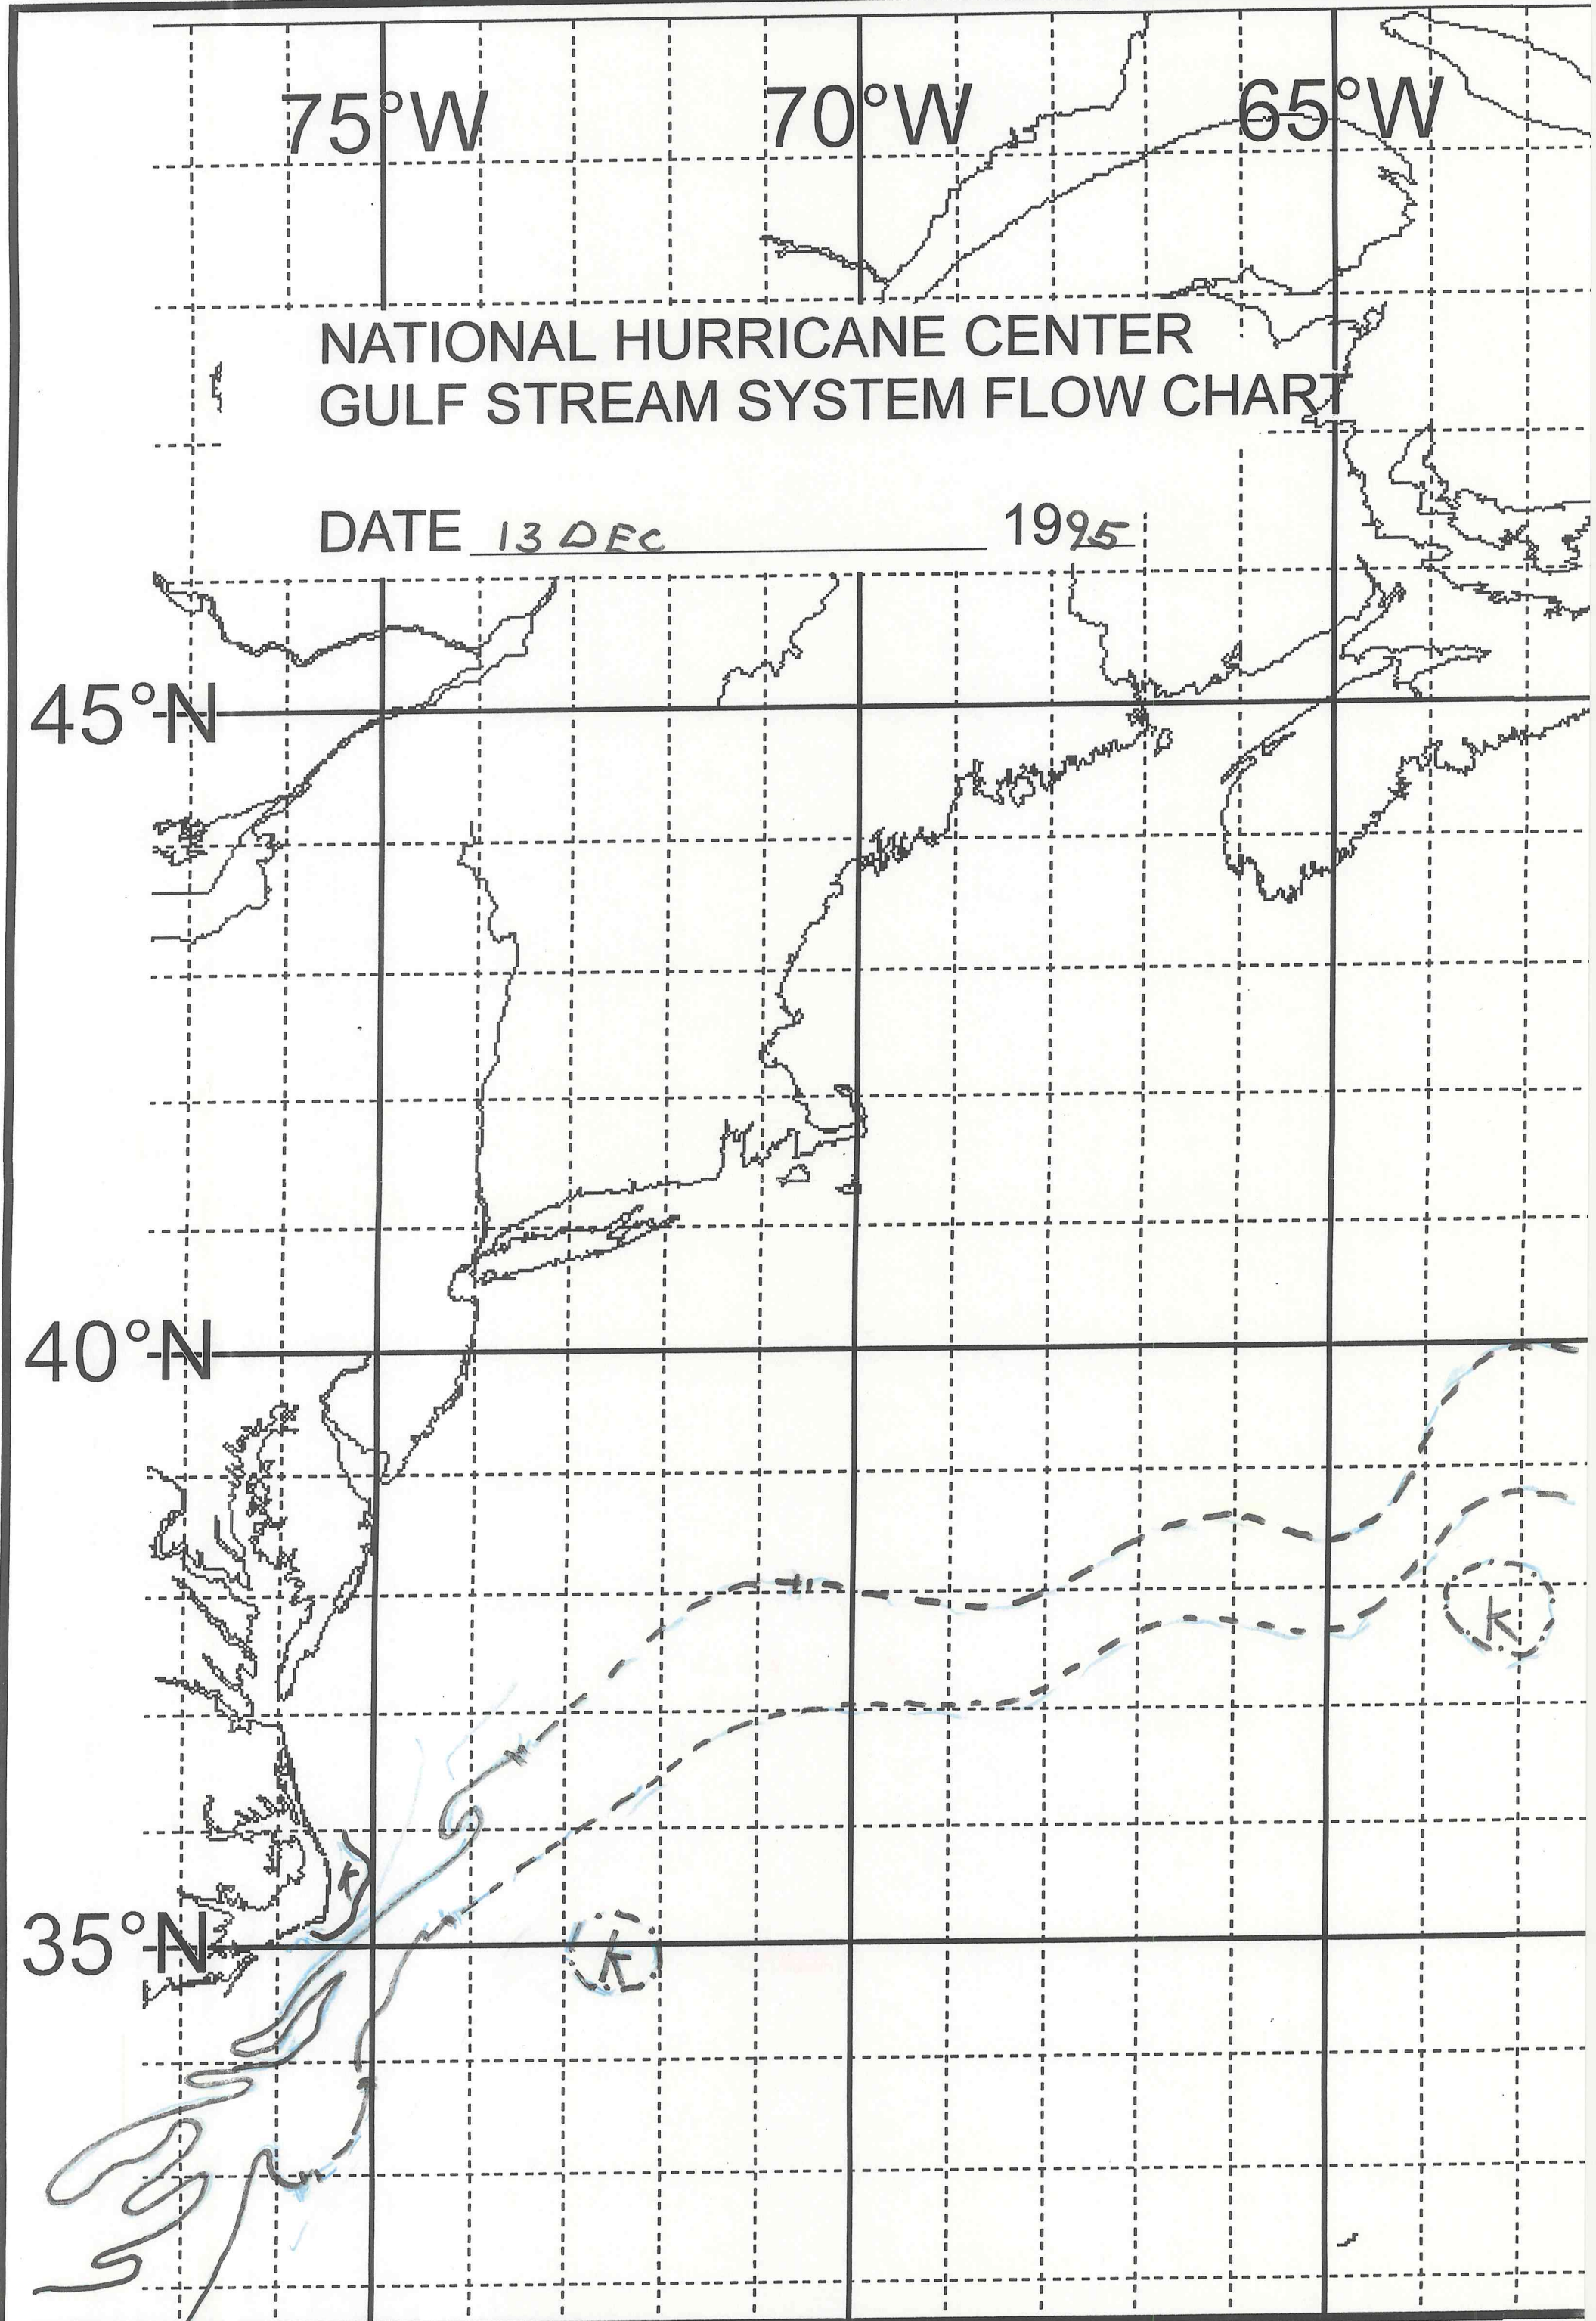 75°W 70°W 65°W
NATIONAL HURRICANE CENTER
GULF STREAM SYSTEM FLOW CHART
DATE 13 DEC 1995
45°N
40°N
K
K
35°N
K